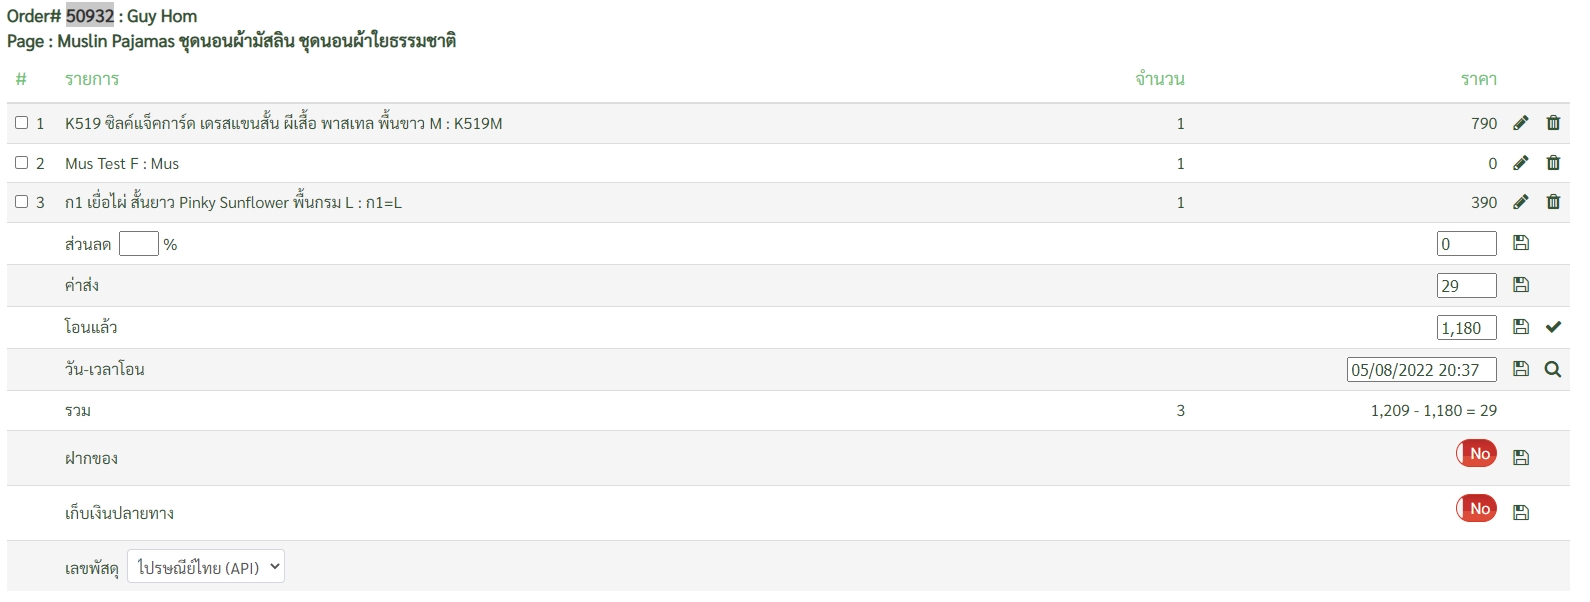 Order# 50932 : Guy Hom
Page : Muslin Pajamas ชุดนอนผ้ามัสลิน ชุดนอนผ้าใยธรรมชาติ
# รายการ จำนวน ราคา
1 K519 ซิลค์แจ็คการ์ด เดรสแขนสั้น ผีเสื้อ พาสเทล พื้นขาว M : K519M 1 790
2 Mus Test F : Mus 1 0
3 ก1 เยื่อไผ่ สั้นยาว Pinky Sunflower พื้นกรม L : ก1=L 1 390
ส่วนลด % 0
ค่าส่ง 29
โอนแล้ว 1,180
วัน-เวลาโอน 05/08/2022 20:37
รวม 3 1,209 - 1,180 = 29
ฝากของ No
เก็บเงินปลายทาง No
เลขพัสดุ ไปรษณีย์ไทย (API)